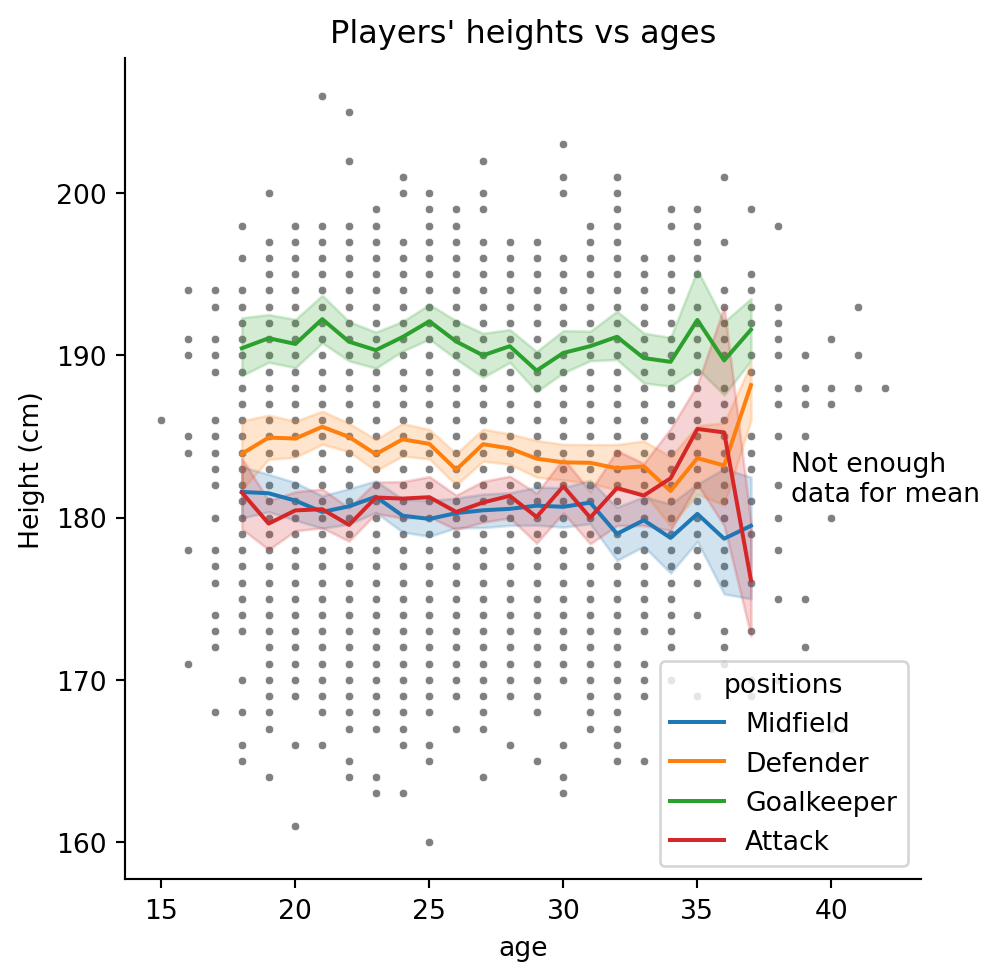 Players' heights vs ages
Height (cm)
200
190
180
170
160
Not enough
data for mean
positions
Midfield
Defender
Goalkeeper
Attack
15 20 25 30 35 40
age